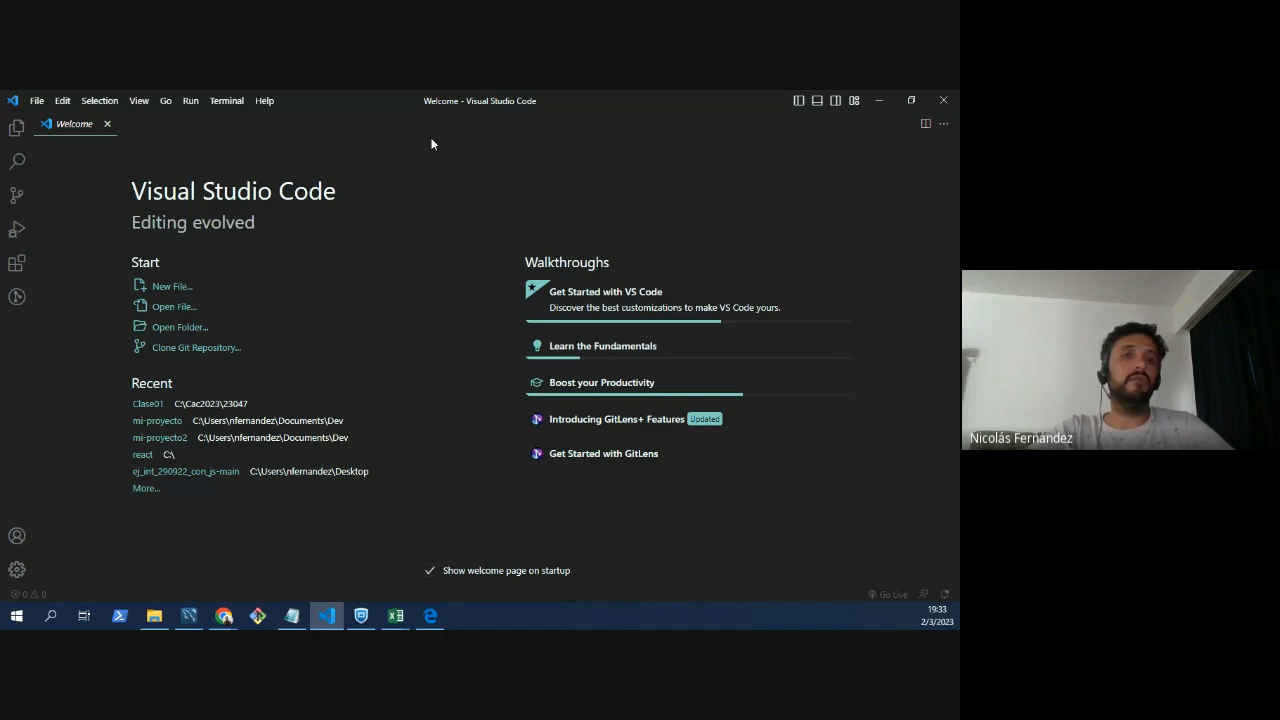 File Edit Selection View Go Run Terminal Help
Welcome - Visual Studio Code
Welcome
Visual Studio Code
Editing evolved
Start
New File...
Open File...
Open Folder...
Clone Git Repository...
Recent
Clase01 C:\Cac2023\23047
mi-proyecto C:\Users\nfernandez\Documents\Dev
mi-proyecto2 C:\Users\nfernandez\Documents\Dev
react C:\
ej_int_290922_con_js-main C:\Users\nfernandez\Desktop
More...
Walkthroughs
Get Started with VS Code
Discover the best customizations to make VS Code yours.
Learn the Fundamentals
Boost your Productivity
Introducing GitLens+ Features Updated
Get Started with GitLens
Show welcome page on startup
0 0
Go Live
19:33
2/3/2023
Nicolás Fernández